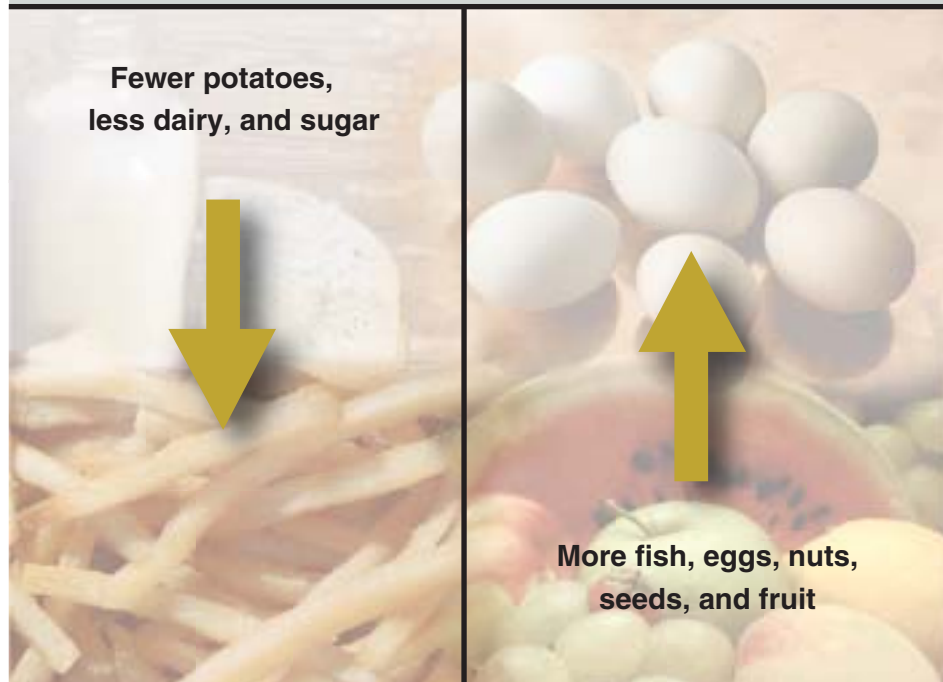 Fewer potatoes,
less dairy, and sugar
More fish, eggs, nuts,
seeds, and fruit